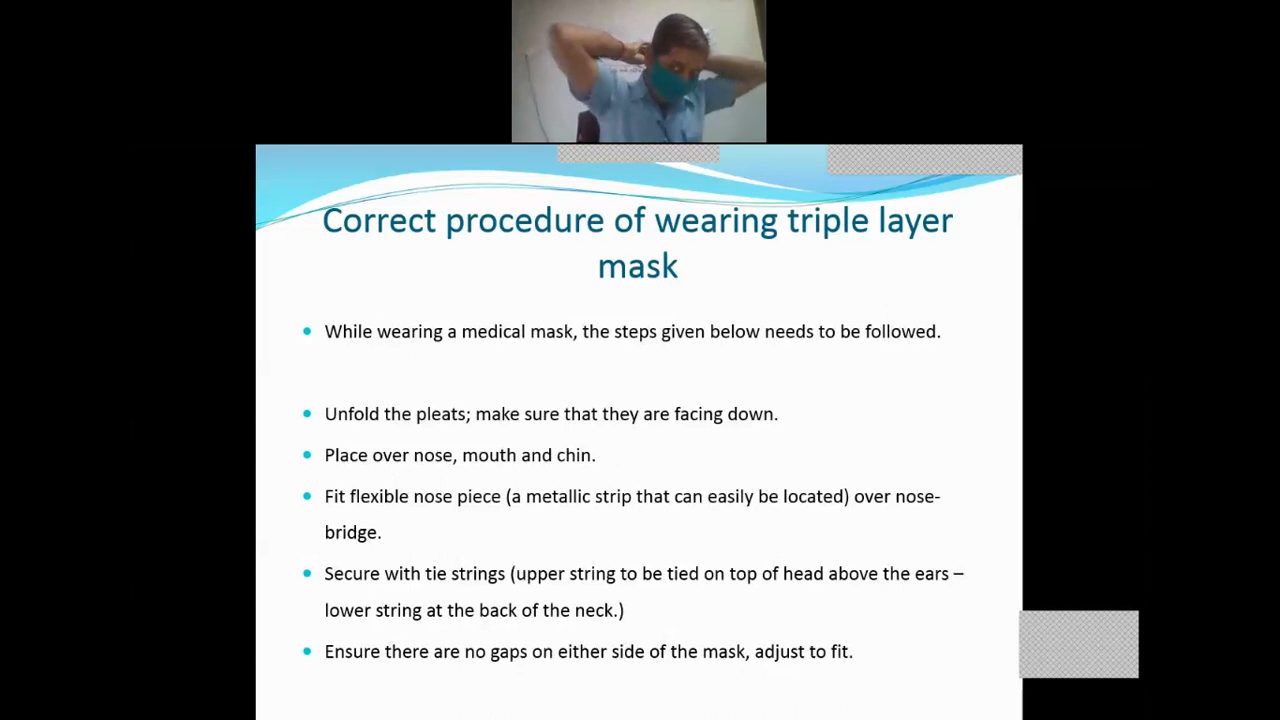 Correct procedure of wearing triple layer
mask
While wearing a medical mask, the steps given below needs to be followed.
Unfold the pleats; make sure that they are facing down.
Place over nose, mouth and chin.
Fit flexible nose piece (a metallic strip that can easily be located) over nose-
bridge.
Secure with tie strings (upper string to be tied on top of head above the ears –
lower string at the back of the neck.)
Ensure there are no gaps on either side of the mask, adjust to fit.